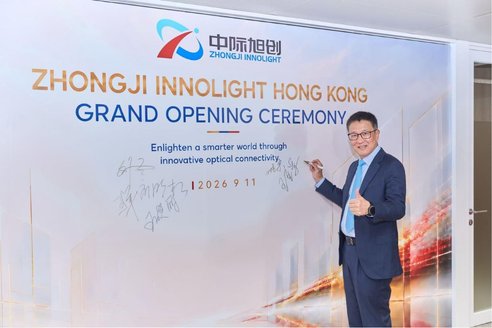 中际旭创
ZHONGJI INNOLIGHT
ZHONGJI INNOLIGHT HONG KONG
GRAND OPENING CEREMONY
Enlighten a smarter world through
innovative optical connectivity
2026 9 11